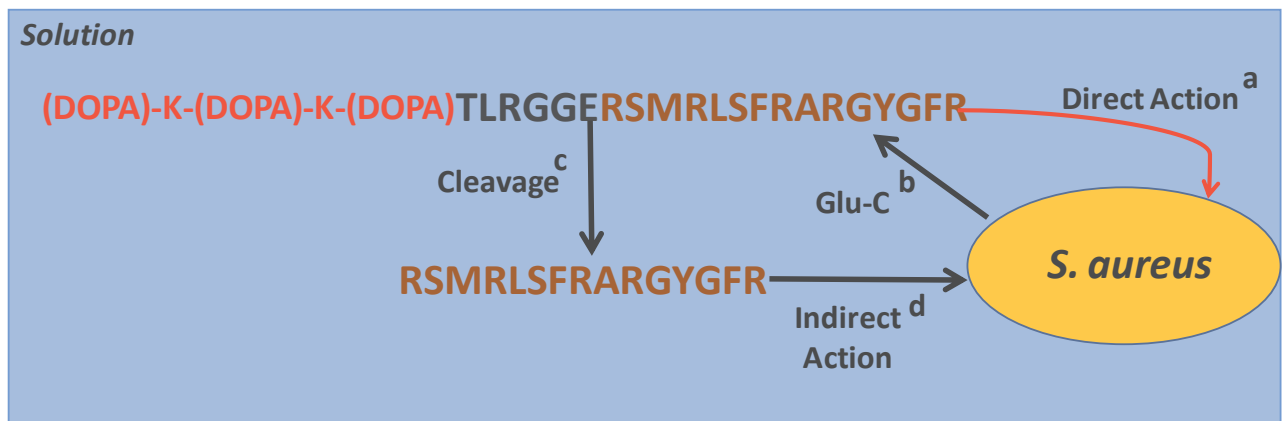 Solution
(DOPA)-K-(DOPA)-K-(DOPA)TLRGGERSMRLSFRARGYGFR
Direct Action a
Cleavage c
Glu-C b
S. aureus
RSMRLSFRARGYGFR
Indirect d
Action